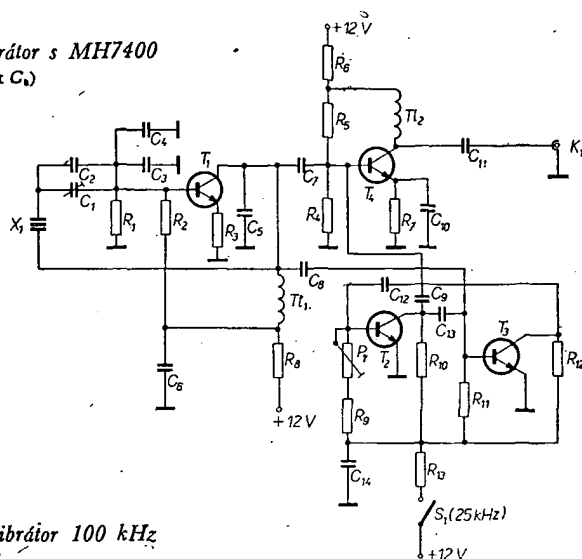 rátor s MH7400
+12 V
R6
R5
Tl2
C4
T1
C2
C3
C7
C11
K1
C1
T4
X1
R1
R2
R3
C5
R4
R7
C10
C8
Tl1
C12
C9
C13
C6
R8
P1
T2
R10
T3
R12
+12 V
R9
R11
C14
R13
S1 (25 kHz)
ibrátor 100 kHz
+12 V